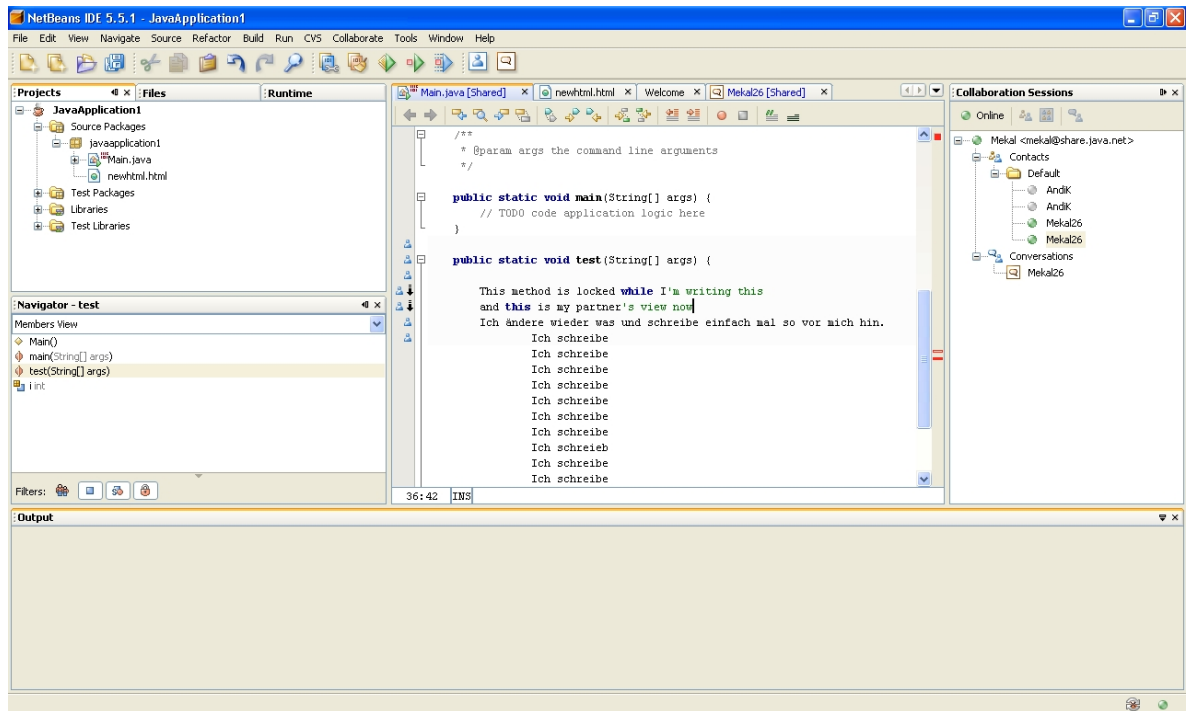 NetBeans IDE 5.5.1 - JavaApplication1
File Edit View Navigate Source Refactor Build Run CVS Collaborate Tools Window Help
Projects
Files
Runtime
JavaApplication1
Source Packages
javaapplication1
Main.java
newhtml.html
Test Packages
Libraries
Test Libraries
Navigator - test
Members View
Main()
main(String[] args)
test(String[] args)
i int
Filters:
Main.java [Shared]
newhtml.html
Welcome
Mekal26 [Shared]
/**
* @param args the command line arguments
*/
public static void main(String[] args) {
// TODO code application logic here
}
public static void test(String[] args) {
This method is locked while I'm writing this
and this is my partner's view now
Ich ändere wieder was und schreibe einfach mal so vor mich hin.
Ich schreibe
Ich schreibe
Ich schreibe
Ich schreibe
Ich schreibe
Ich schreibe
Ich schreibe
Ich schreieb
Ich schreibe
Ich schreibe
36:42 INS
Collaboration Sessions
Online
Mekal <mekal@share.java.net>
Contacts
Default
AndiK
AndiK
Mekal26
Mekal26
Conversations
Mekal26
Output